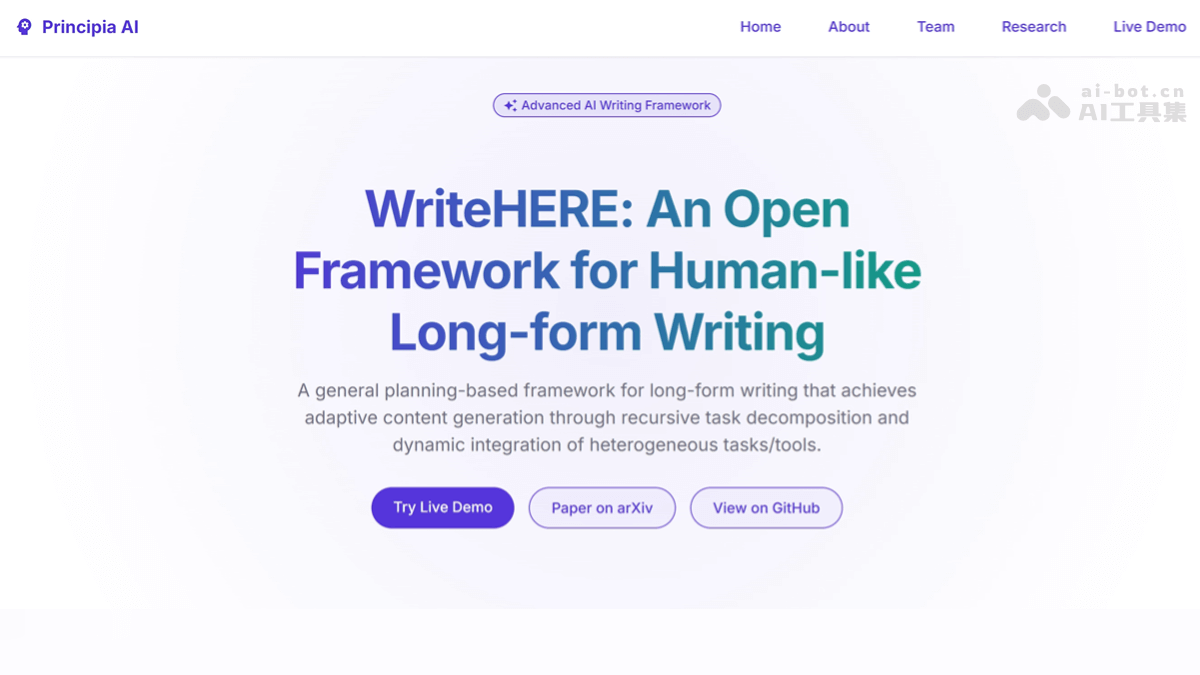 Principia AI
Home
About
Team
Research
Live Demo
ai-bot.cn
AI工具集
Advanced AI Writing Framework
WriteHERE: An Open
Framework for Human-like
Long-form Writing
A general planning-based framework for long-form writing that achieves
adaptive content generation through recursive task decomposition and
dynamic integration of heterogeneous tasks/tools.
Try Live Demo
Paper on arXiv
View on GitHub